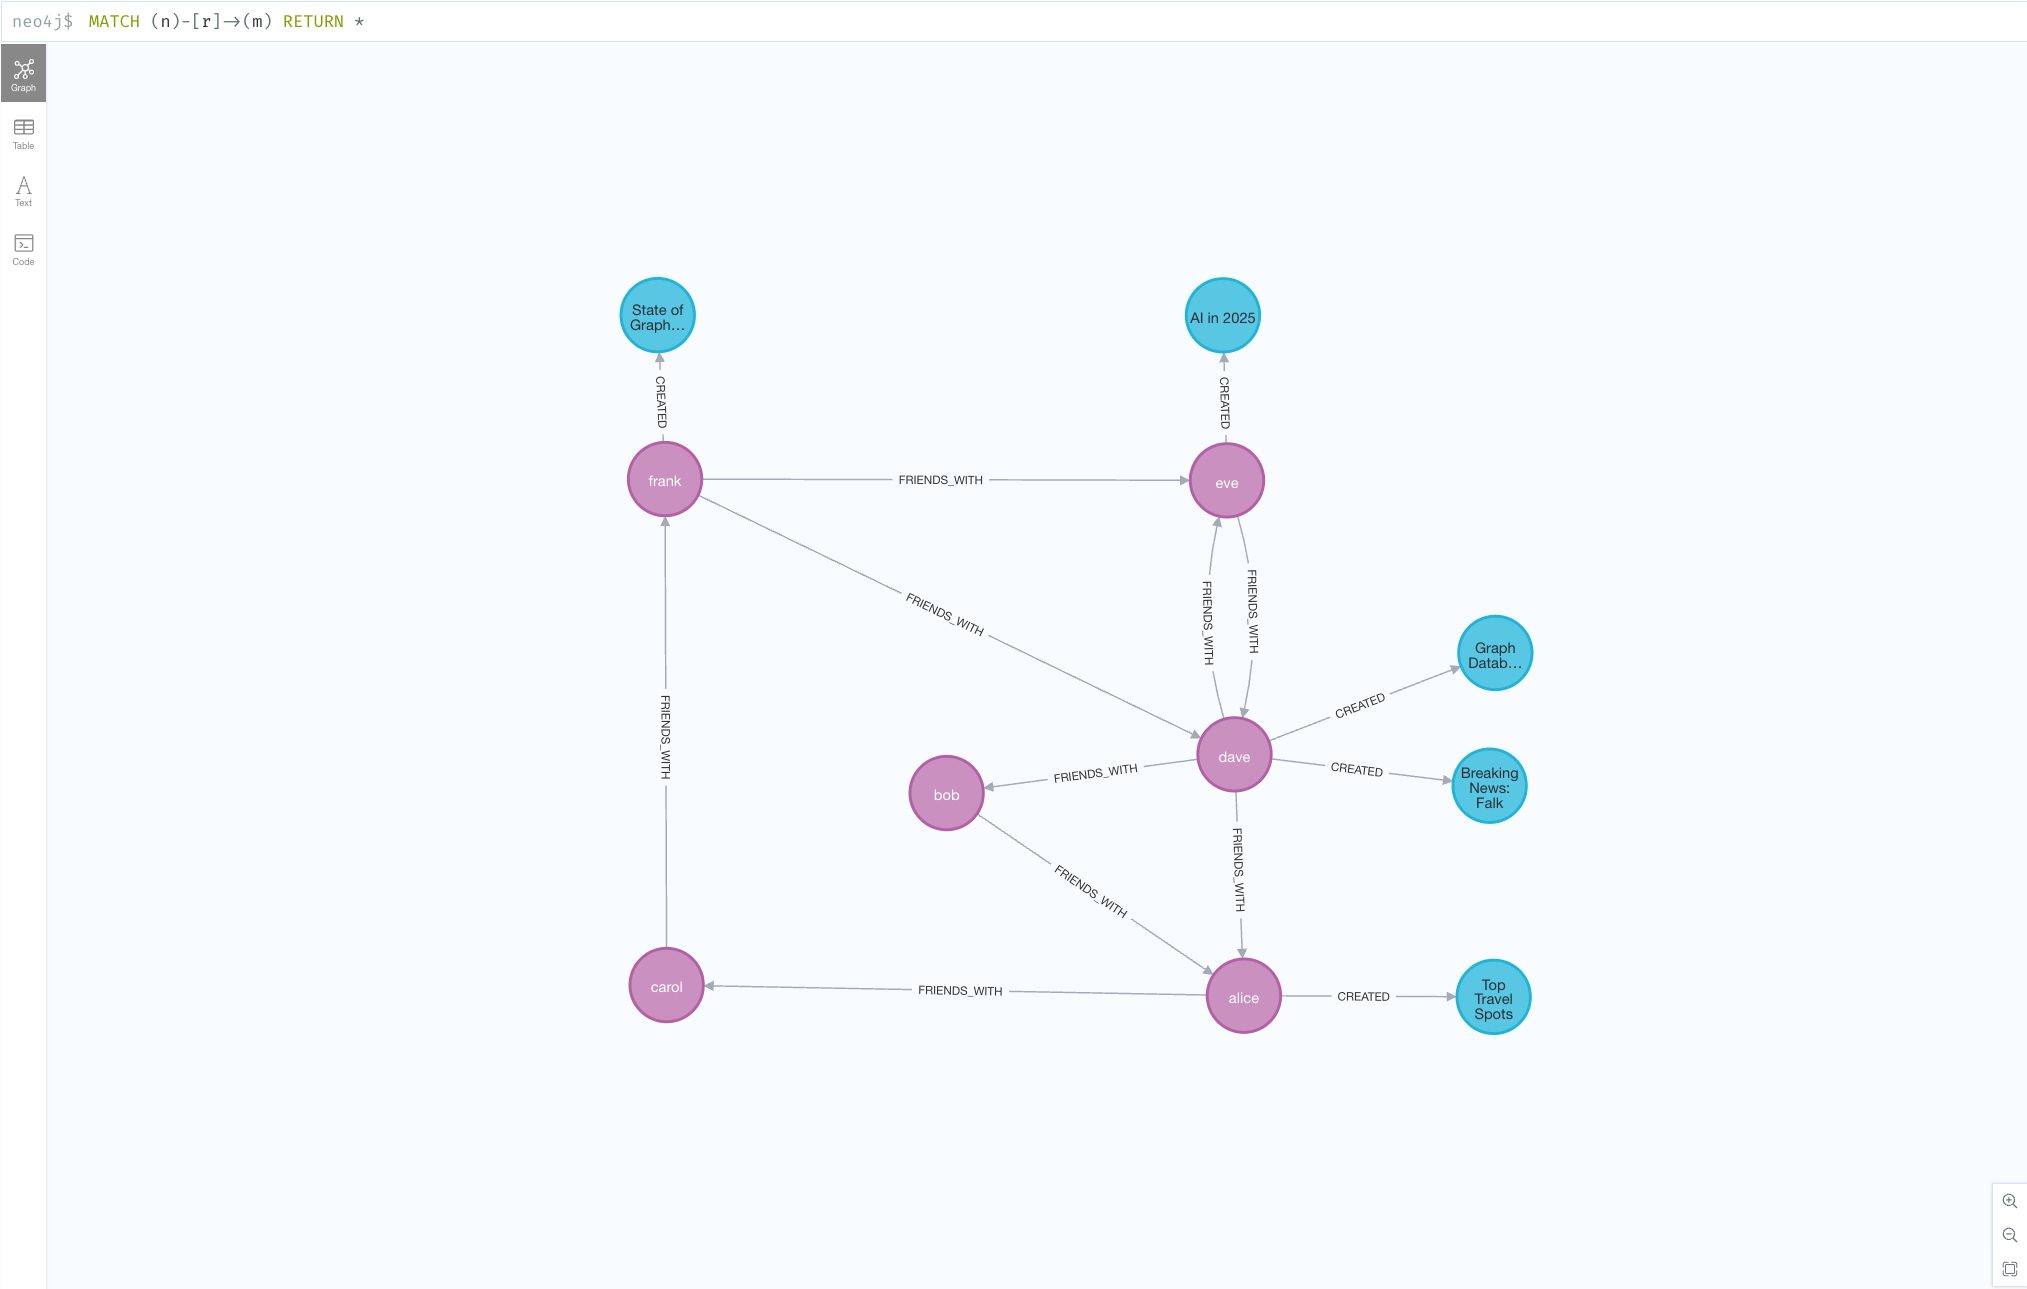 neo4j$ MATCH (n)-[r]->(m) RETURN *
Graph
Table
Text
Code
State of
Graph…
AI in 2025
CREATED
CREATED
frank
FRIENDS_WITH
eve
FRIENDS_WITH
FRIENDS_WITH
FRIENDS_WITH
Graph
Datab…
CREATED
FRIENDS_WITH
dave
FRIENDS_WITH
CREATED
Breaking
News:
Falk
bob
FRIENDS_WITH
FRIENDS_WITH
carol
FRIENDS_WITH
alice
CREATED
Top
Travel
Spots